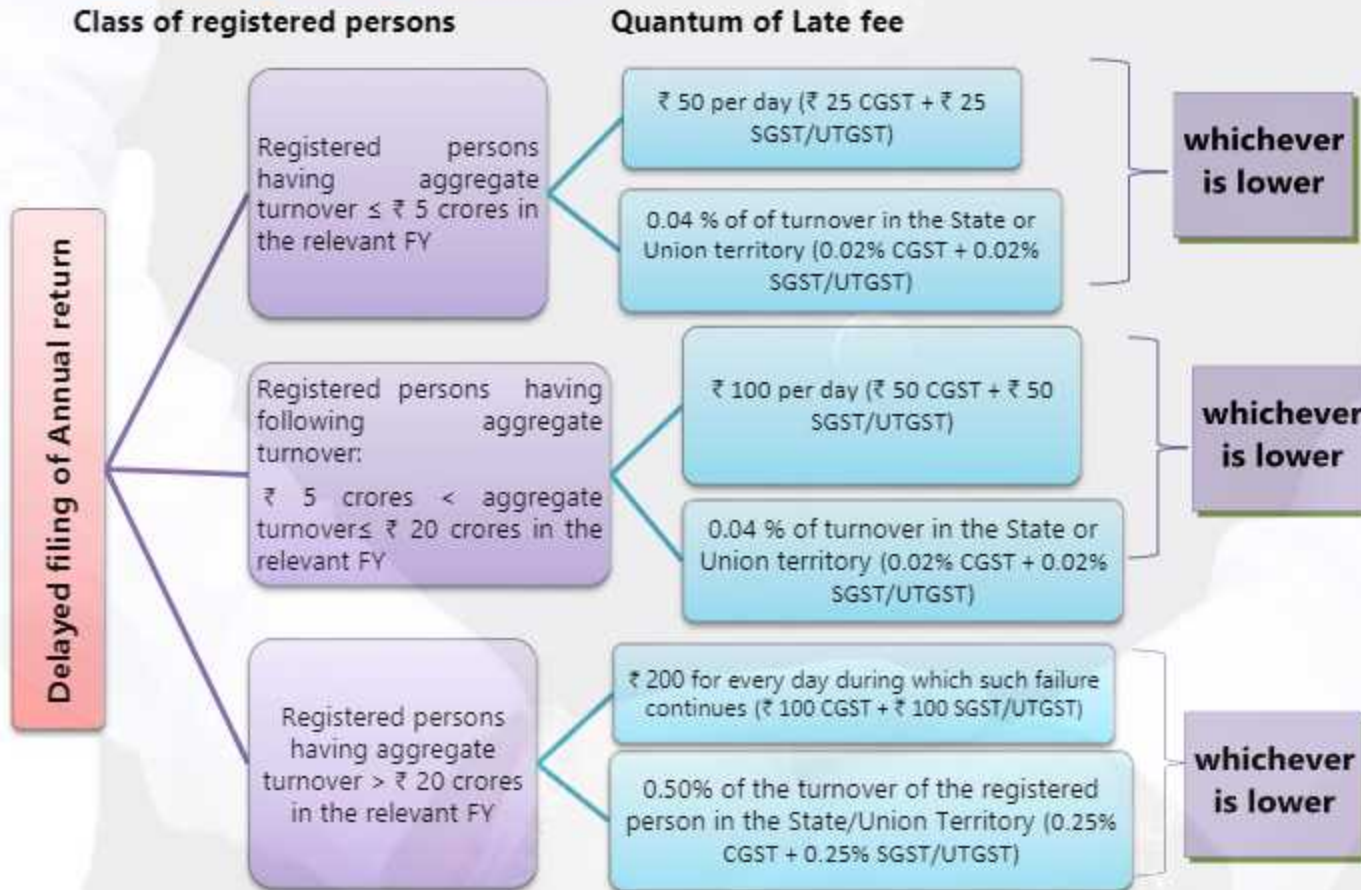 Class of registered persons
Quantum of Late fee
Delayed filing of Annual return
Registered persons
having aggregate
turnover ≤ ₹ 5 crores in
the relevant FY
₹ 50 per day (₹ 25 CGST + ₹ 25
SGST/UTGST)
0.04 % of of turnover in the State or
Union territory (0.02% CGST + 0.02%
SGST/UTGST)
whichever
is lower
Registered persons having
following aggregate
turnover:
₹ 5 crores < aggregate
turnover≤ ₹ 20 crores in the
relevant FY
₹ 100 per day (₹ 50 CGST + ₹ 50
SGST/UTGST)
0.04 % of turnover in the State or
Union territory (0.02% CGST + 0.02%
SGST/UTGST)
whichever
is lower
Registered persons
having aggregate
turnover > ₹ 20 crores
in the relevant FY
₹ 200 for every day during which such failure
continues (₹ 100 CGST + ₹ 100 SGST/UTGST)
0.50% of the turnover of the registered
person in the State/Union Territory (0.25%
CGST + 0.25% SGST/UTGST)
whichever
is lower